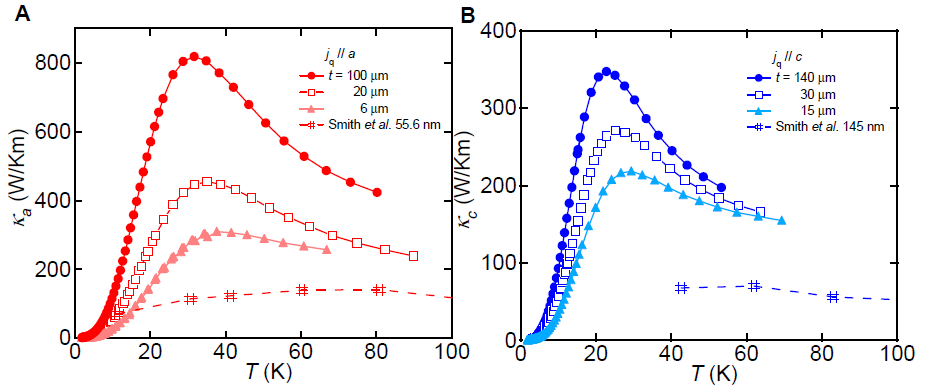 A
κa (W/Km)
800
600
400
200
0
0
20
40
60
80
100
T (K)
jq // a
t = 100 μm
20 μm
6 μm
Smith et al. 55.6 nm
B
κc (W/Km)
400
300
200
100
0
0
20
40
60
80
100
T (K)
jq // c
t = 140 μm
30 μm
15 μm
Smith et al. 145 nm